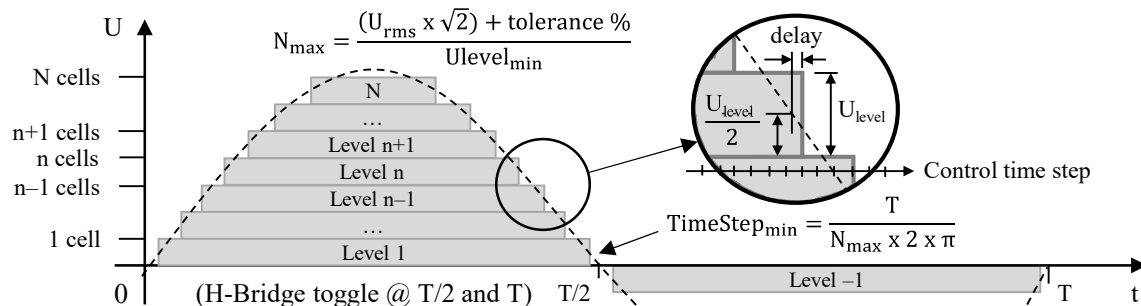 U
N cells
n+1 cells
n cells
n–1 cells
1 cell
0
N_max = (U_rms x √2) + tolerance % / Ulevel_min
N
…
Level n+1
Level n
Level n–1
…
Level 1
(H-Bridge toggle @ T/2 and T)
T/2
Level –1
T
t
delay
U_level / 2
U_level
Control time step
TimeStep_min = T / N_max x 2 x π